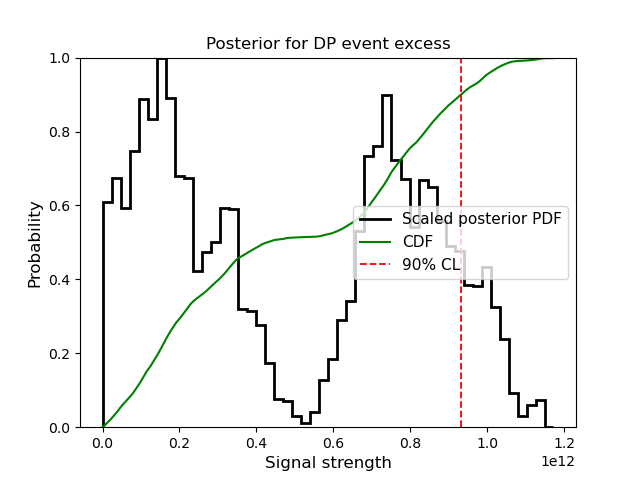 Posterior for DP event excess
1.0
0.8
0.6
0.4
0.2
0.0
Probability
Scaled posterior PDF
CDF
90% CL
0.0 0.2 0.4 0.6 0.8 1.0 1.2
1e12
Signal strength